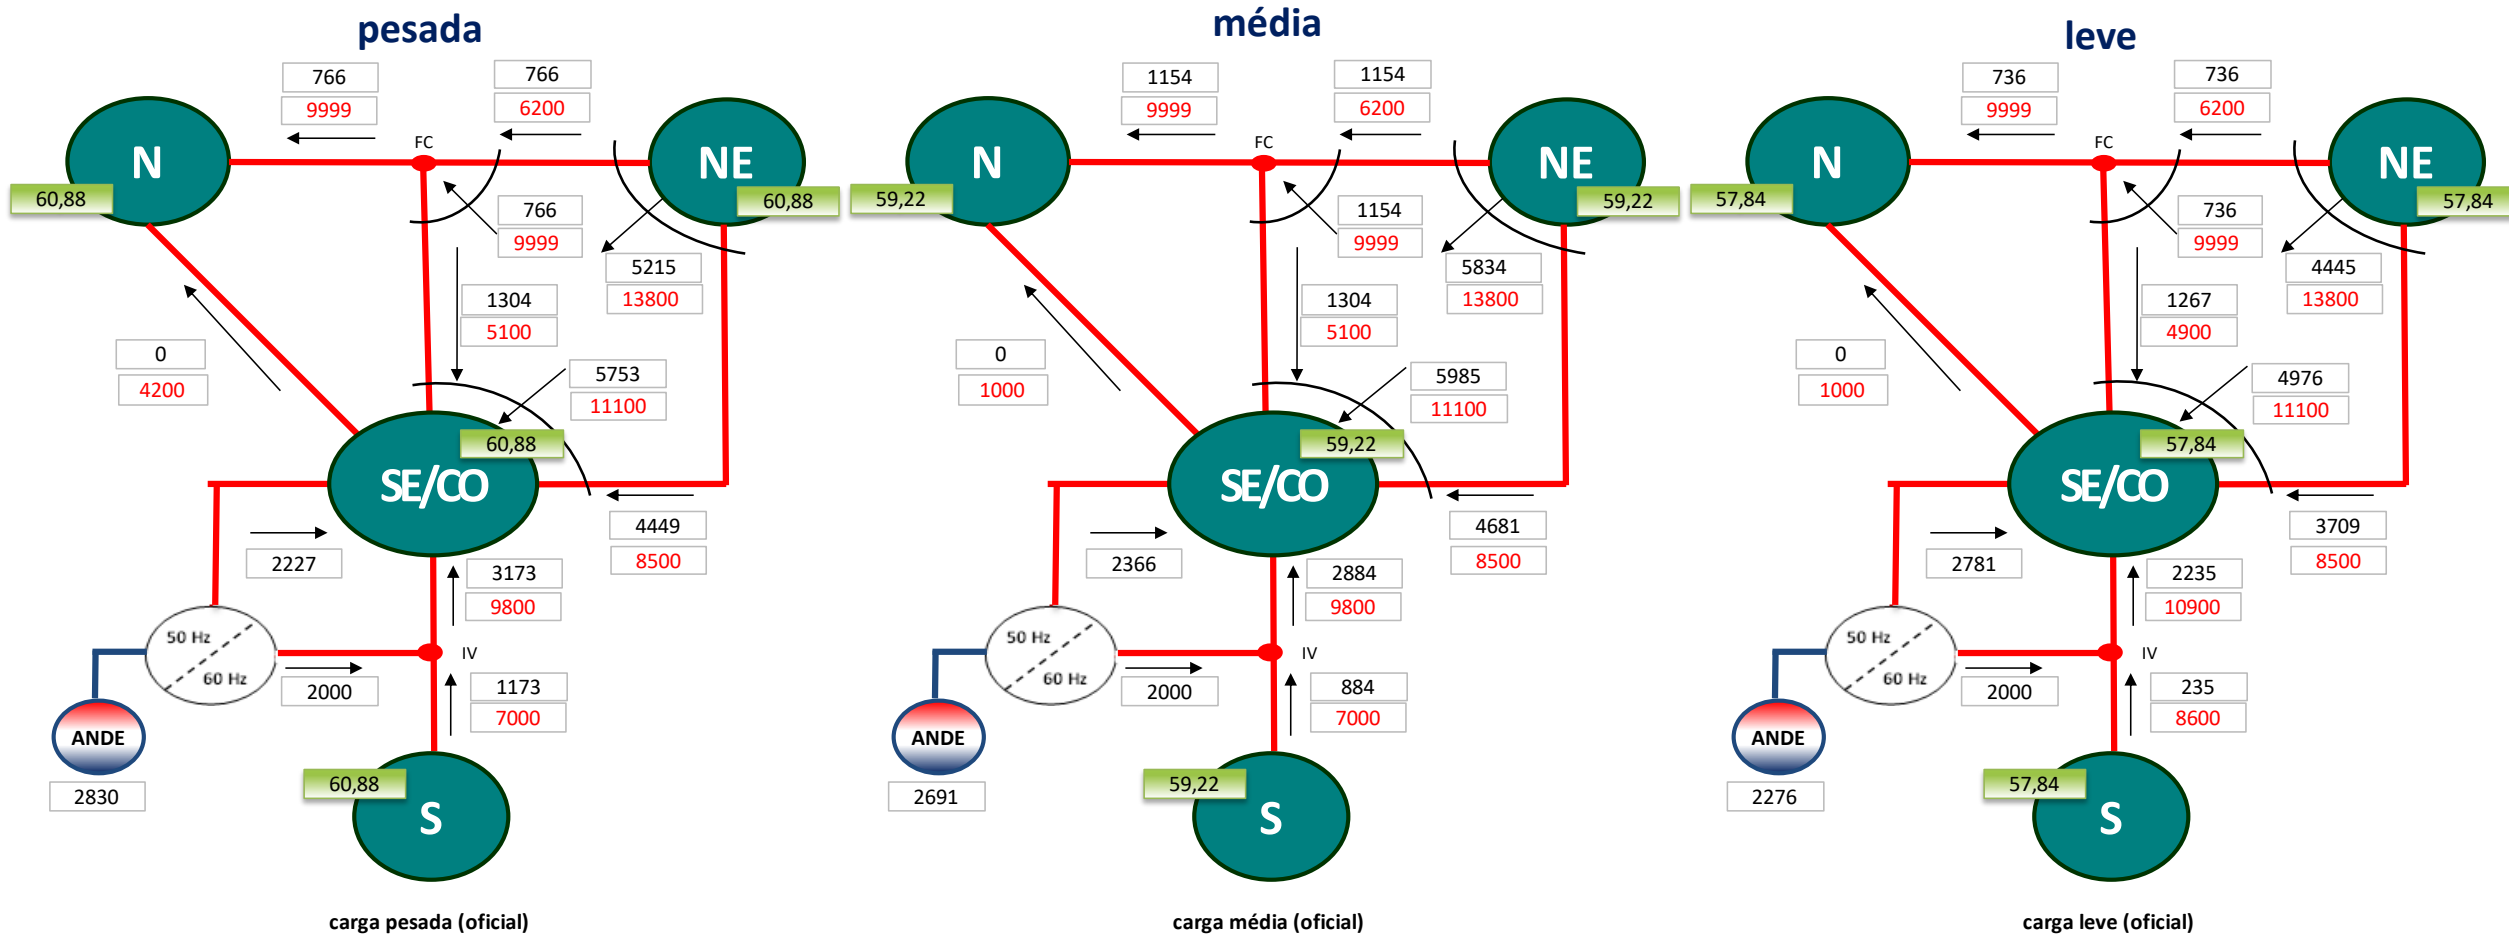 pesada
766
9999
766
6200
FC
N
NE
60,88
60,88
766
9999
5215
13800
1304
5100
0
4200
5753
11100
60,88
SE/CO
4449
8500
2227
3173
9800
50 Hz
60 Hz
IV
2000
1173
7000
ANDE
2830
60,88
S
carga pesada (oficial)
média
1154
9999
1154
6200
FC
N
NE
59,22
59,22
1154
9999
5834
13800
1304
5100
0
1000
5985
11100
59,22
SE/CO
4681
8500
2366
2884
9800
50 Hz
60 Hz
IV
2000
884
7000
ANDE
2691
59,22
S
carga média (oficial)
leve
736
9999
736
6200
FC
N
NE
57,84
57,84
736
9999
4445
13800
1267
4900
0
1000
4976
11100
57,84
SE/CO
3709
8500
2781
2235
10900
50 Hz
60 Hz
IV
2000
235
8600
ANDE
2276
57,84
S
carga leve (oficial)